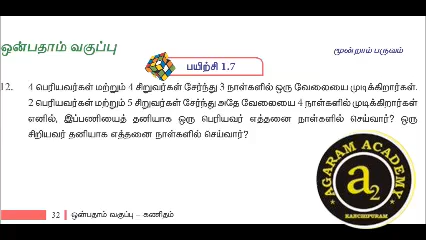 ஒன்பதாம் வகுப்பு
மூன்றாம் பருவம்
பயிற்சி 1.7
12. 4 பெரியவர்கள் மற்றும் 4 சிறுவர்கள் சேர்ந்து 3 நாள்களில் ஒரு வேலையை முடிக்கிறார்கள்.
2 பெரியவர்கள் மற்றும் 5 சிறுவர்கள் சேர்ந்து அதே வேலையை 4 நாள்களில் முடிக்கிறார்கள்
எனில், இப்பணியைத் தனியாக ஒரு பெரியவர் எத்தனை நாள்களில் செய்வார்? ஒரு
சிறியவர் தனியாக எத்தனை நாள்களில் செய்வார்?
32 ஒன்பதாம் வகுப்பு – கணிதம்
AGARAM ACADEMY
a2
KANCHIPURAM